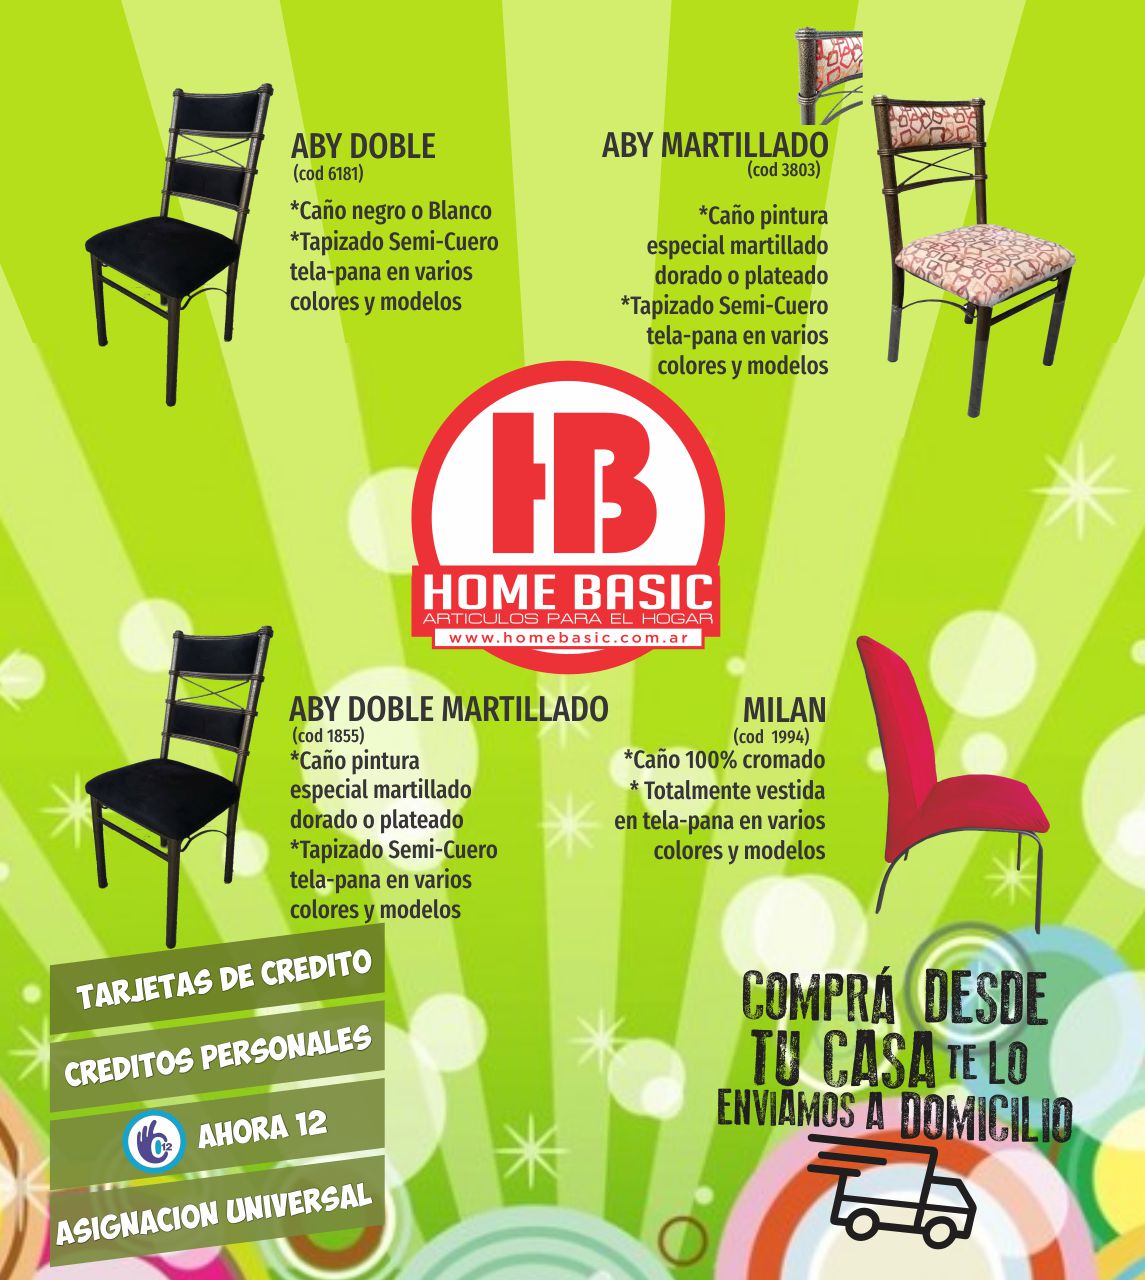 ABY DOBLE
(cod 6181)
*Caño negro o Blanco
*Tapizado Semi-Cuero
tela-pana en varios
colores y modelos
ABY MARTILLADO
(cod 3803)
*Caño pintura
especial martillado
dorado o plateado
*Tapizado Semi-Cuero
tela-pana en varios
colores y modelos
HB
HOME BASIC
ARTICULOS PARA EL HOGAR
www.homebasic.com.ar
ABY DOBLE MARTILLADO
(cod 1855)
*Caño pintura
especial martillado
dorado o plateado
*Tapizado Semi-Cuero
tela-pana en varios
colores y modelos
MILAN
(cod 1994)
*Caño 100% cromado
* Totalmente vestida
en tela-pana en varios
colores y modelos
TARJETAS DE CREDITO
CREDITOS PERSONALES
12 AHORA 12
ASIGNACION UNIVERSAL
COMPRÁ DESDE
TU CASA TE LO
ENVIAMOS A DOMICILIO